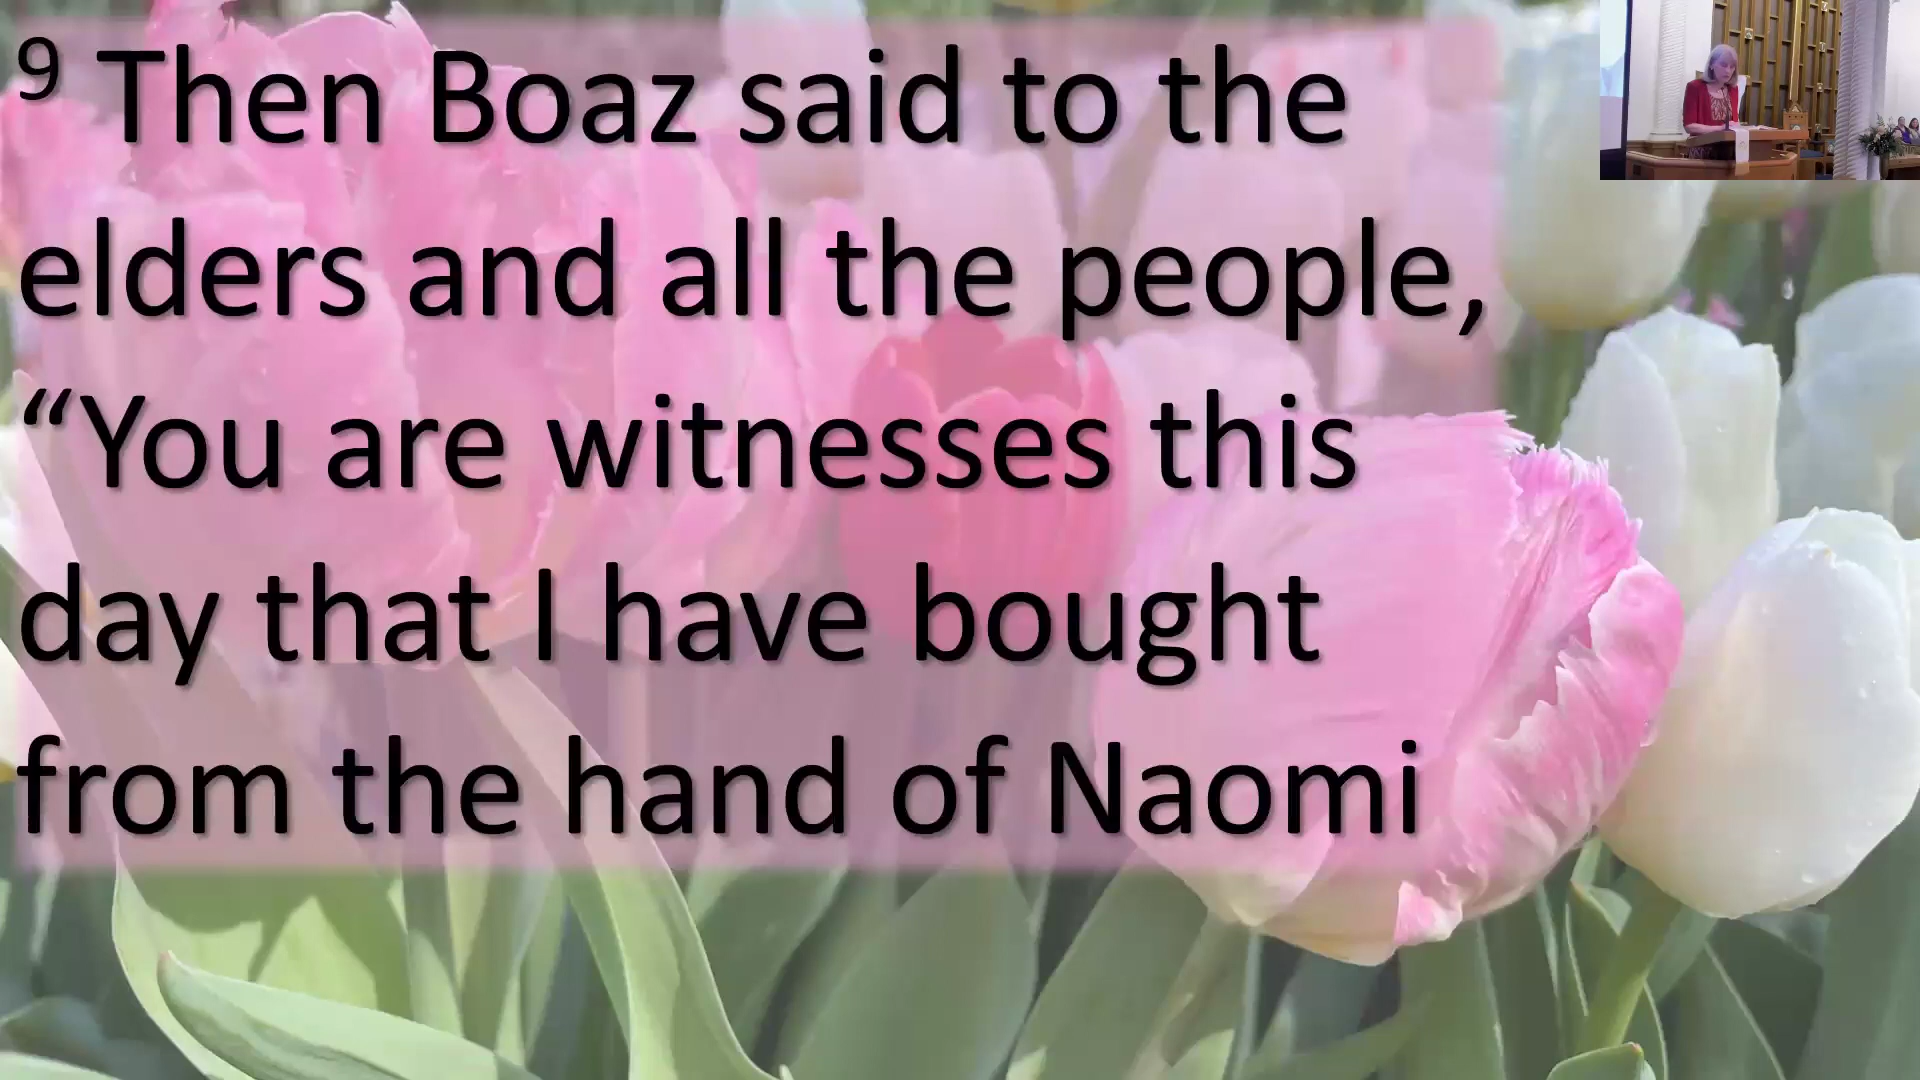 9 Then Boaz said to the
elders and all the people,
“You are witnesses this
day that I have bought
from the hand of Naomi